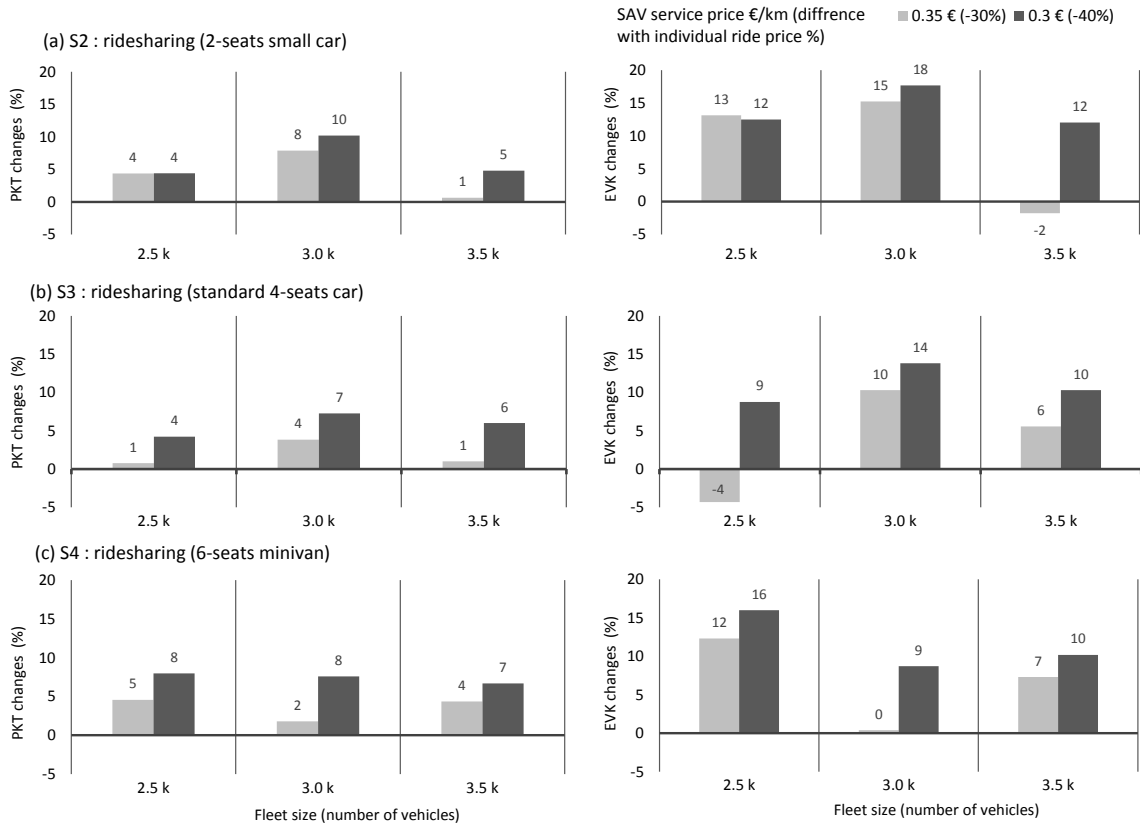 SAV service price €/km (diffrence
with individual ride price %)
0.35 € (-30%)
0.3 € (-40%)
(a) S2 : ridesharing (2-seats small car)
PKT changes (%)
20
15
10
5
0
-5
4
4
8
10
1
5
2.5 k
3.0 k
3.5 k
EVK changes (%)
20
15
10
5
0
-5
13
12
15
18
-2
12
2.5 k
3.0 k
3.5 k
(b) S3 : ridesharing (standard 4-seats car)
PKT changes (%)
20
15
10
5
0
-5
1
4
4
7
1
6
2.5 k
3.0 k
3.5 k
EVK changes (%)
20
15
10
5
0
-5
-4
9
10
14
6
10
2.5 k
3.0 k
3.5 k
(c) S4 : ridesharing (6-seats minivan)
PKT changes (%)
20
15
10
5
0
-5
5
8
2
8
4
7
2.5 k
3.0 k
3.5 k
Fleet size (number of vehicles)
EVK changes (%)
20
15
10
5
0
-5
12
16
0
9
7
10
2.5 k
3.0 k
3.5 k
Fleet size (number of vehicles)